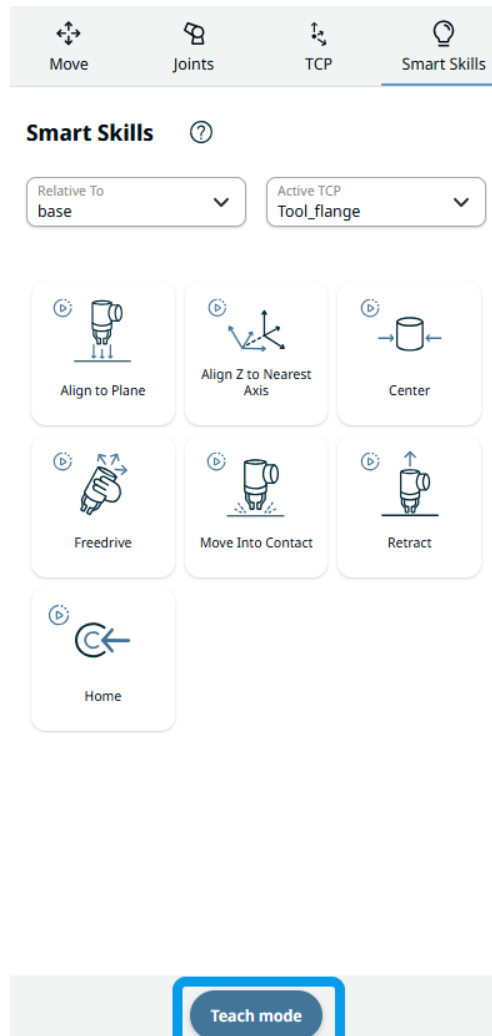 Move
Joints
TCP
Smart Skills
Smart Skills
Relative To
base
Active TCP
Tool_flange
Align to Plane
Align Z to Nearest
Axis
Center
Freedrive
Move Into Contact
Retract
Home
Teach mode